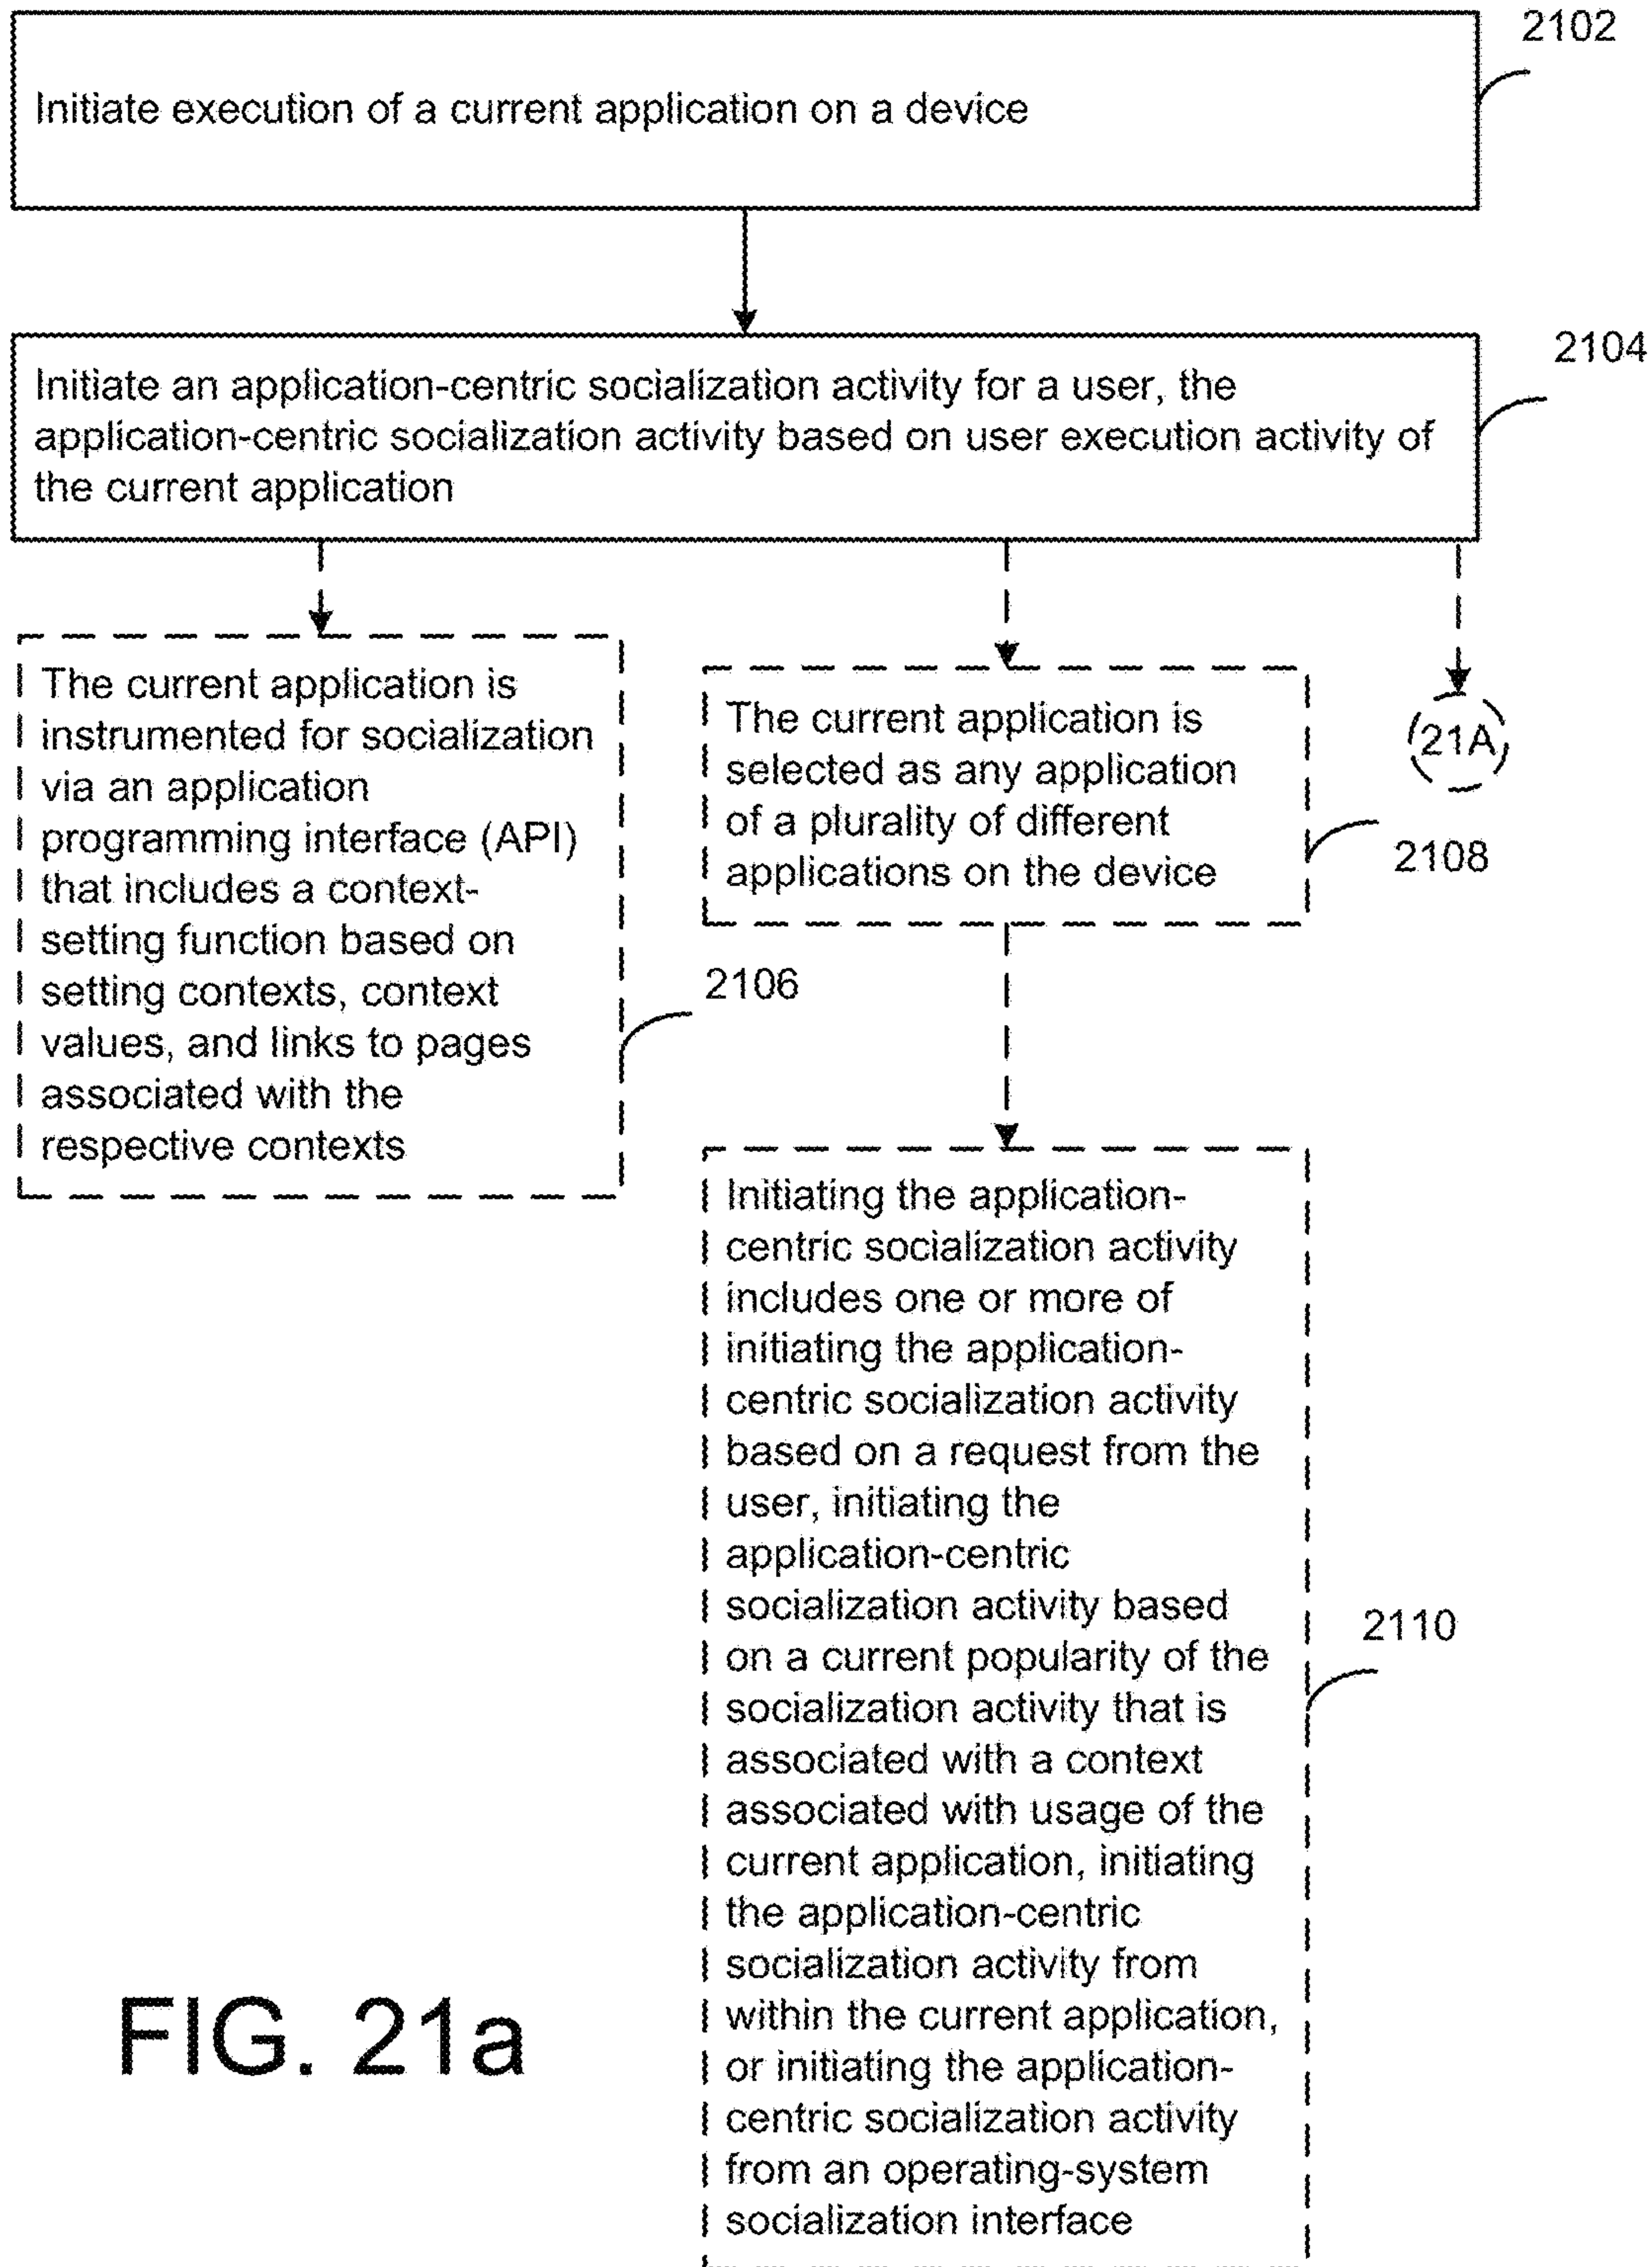 2102
Initiate execution of a current application on a device
2104
Initiate an application-centric socialization activity for a user, the
application-centric socialization activity based on user execution activity of
the current application
The current application is
instrumented for socialization
via an application
programming interface (API)
that includes a context-
setting function based on
setting contexts, context
values, and links to pages
associated with the
respective contexts
2106
The current application is
selected as any application
of a plurality of different
applications on the device
2108
21A
Initiating the application-
centric socialization activity
includes one or more of
initiating the application-
centric socialization activity
based on a request from the
user, initiating the
application-centric
socialization activity based
on a current popularity of the
socialization activity that is
associated with a context
associated with usage of the
current application, initiating
the application-centric
socialization activity from
within the current application,
or initiating the application-
centric socialization activity
from an operating-system
socialization interface
2110
FIG. 21a